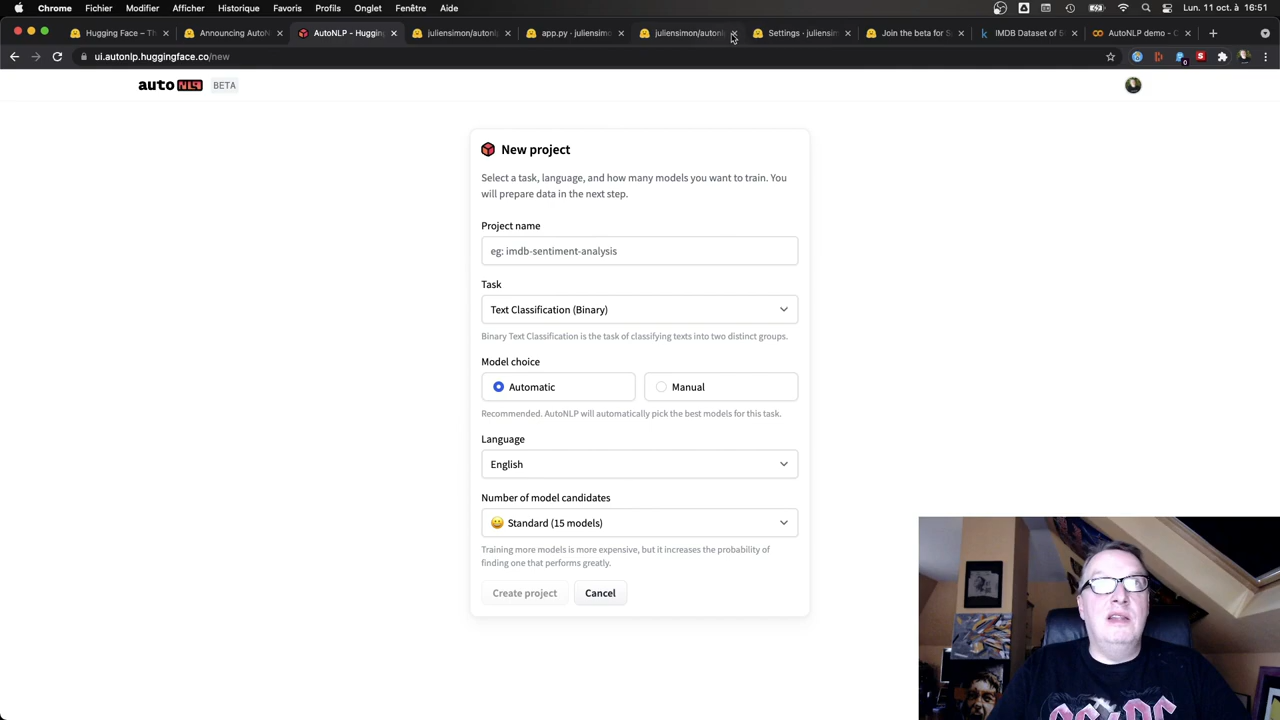 Chrome Fichier Modifier Afficher Historique Favoris Profils Onglet Fenêtre Aide Lun. 11 oct. à 16:51
Hugging Face – Th AutoNLP - Hugging juliensimon/autonl app.py · juliensimo juliensimon/autonl Settings · juliensim Join the beta for S IMDB Dataset of 5 AutoNLP demo - C
Announcing AutoN
ui.autonlp.huggingface.co/new
0
auto NLP BETA
New project
Select a task, language, and how many models you want to train. You
will prepare data in the next step.
Project name
eg: imdb-sentiment-analysis
Task
Text Classification (Binary)
Binary Text Classification is the task of classifying texts into two distinct groups.
Model choice
Automatic Manual
Recommended. AutoNLP will automatically pick the best models for this task.
Language
English
Number of model candidates
Standard (15 models)
Training more models is more expensive, but it increases the probability of
finding one that performs greatly.
Create project Cancel
AC DC